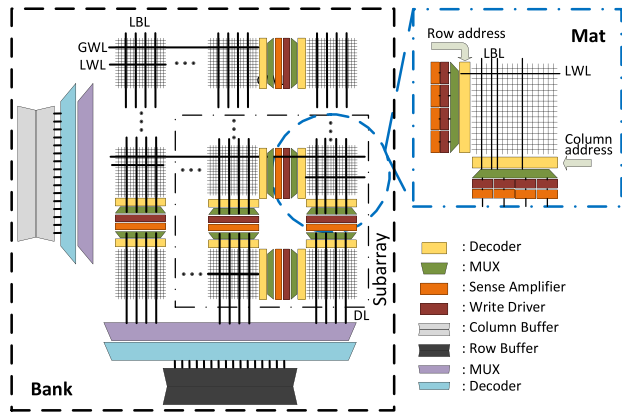 LBL
GWL
LWL
Subarray
DL
Bank
Row address
Mat
LBL
LWL
Column
address
: Decoder
: MUX
: Sense Amplifier
: Write Driver
: Column Buffer
: Row Buffer
: MUX
: Decoder